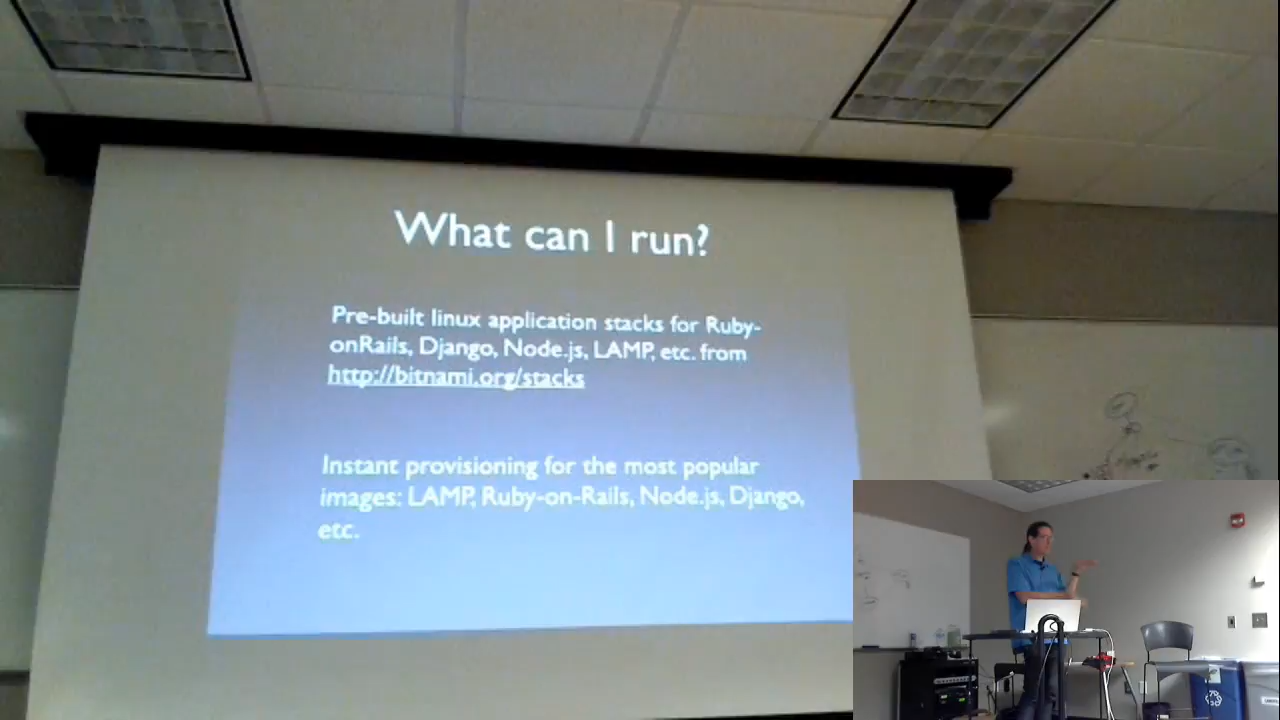 What can I run?
Pre-built linux application stacks for Ruby-
onRails, Django, Node.js, LAMP, etc. from
http://bitnami.org/stacks
Instant provisioning for the most popular
images: LAMP, Ruby-on-Rails, Node.js, Django,
etc.